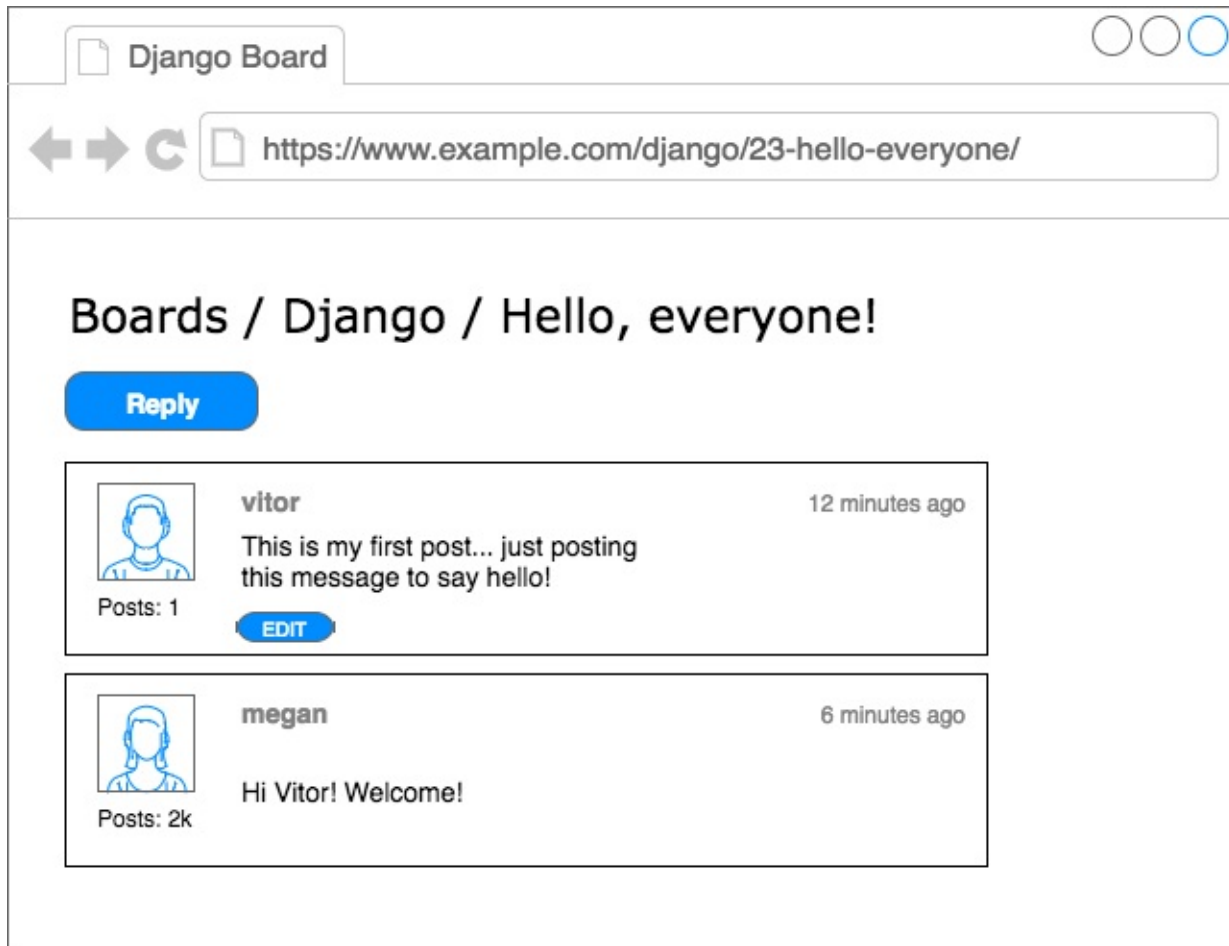 Django Board
https://www.example.com/django/23-hello-everyone/
Boards / Django / Hello, everyone!
Reply
vitor
12 minutes ago
This is my first post... just posting
this message to say hello!
Posts: 1
EDIT
megan
6 minutes ago
Hi Vitor! Welcome!
Posts: 2k